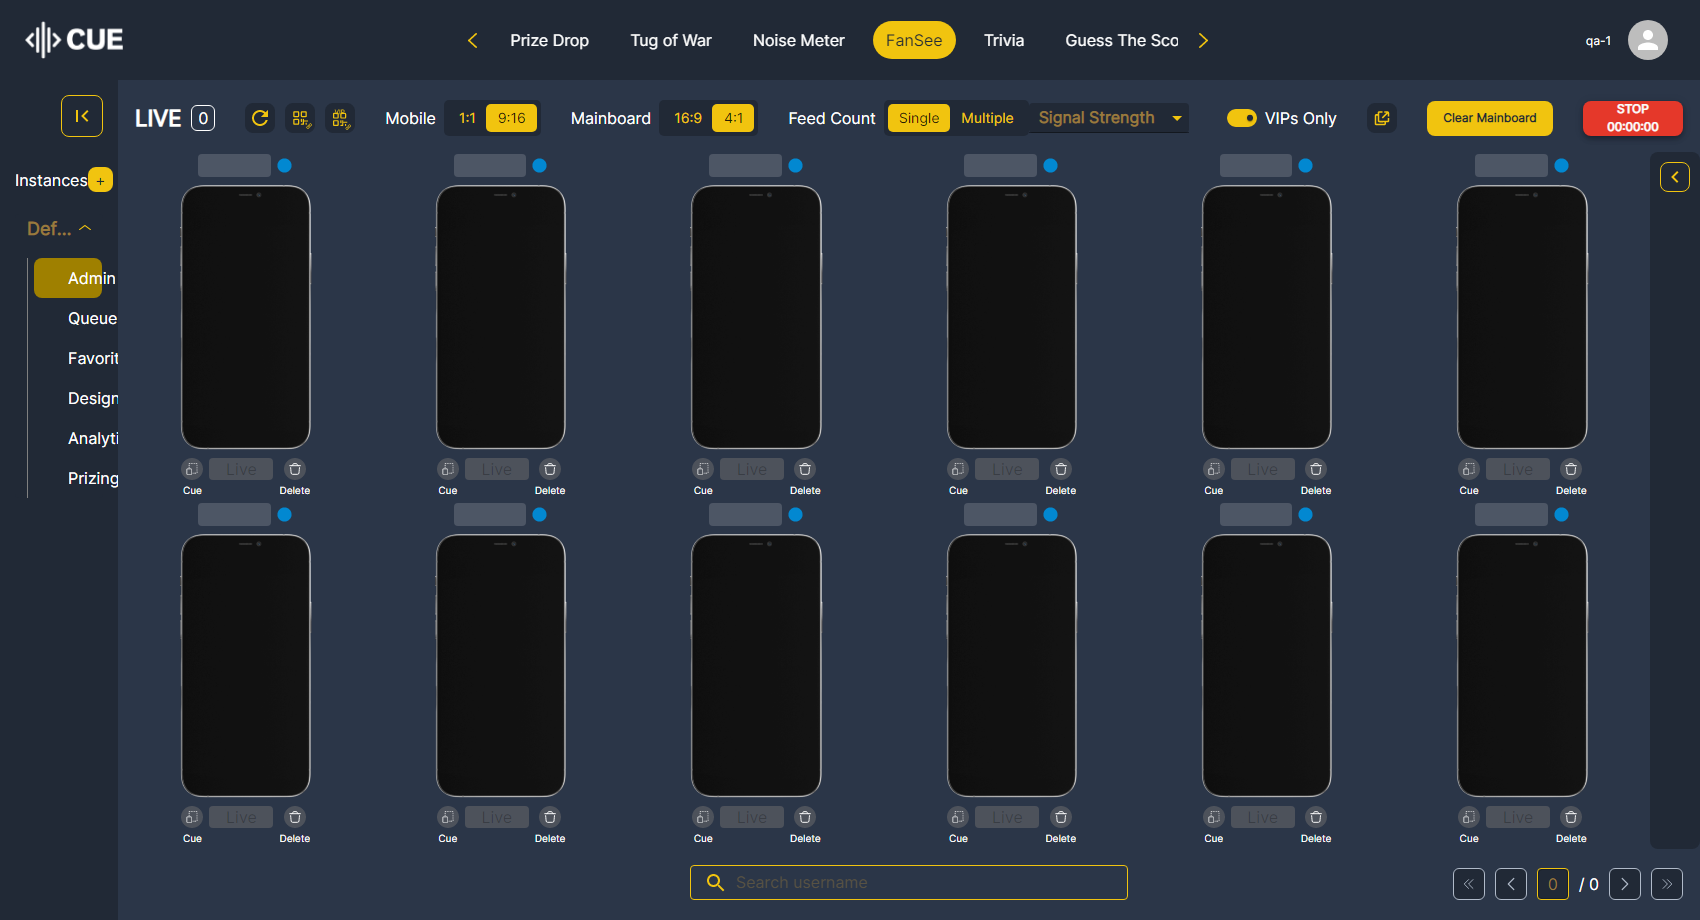 CUE
Prize Drop
Tug of War
Noise Meter
FanSee
Trivia
Guess The Sco
qa-1
LIVE 0
Mobile 1:1 9:16
Mainboard 16:9 4:1
Feed Count Single Multiple
Signal Strength
VIPs Only
Clear Mainboard
STOP
00:00:00
Instances +
Def...
Admin
Queue
Favorit
Design
Analyti
Prizing
Live Live Live Live Live Live
Cue Delete Cue Delete Cue Delete Cue Delete Cue Delete Cue Delete
Live Live Live Live Live Live
Cue Delete Cue Delete Cue Delete Cue Delete Cue Delete Cue Delete
Search username
0 / 0